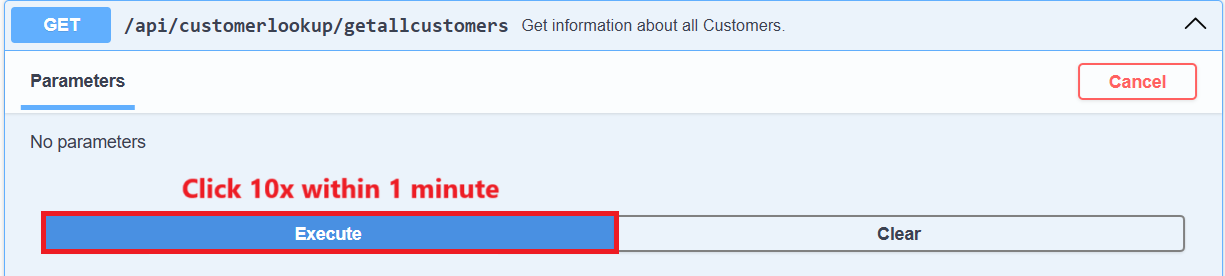 GET /api/customerlookup/getallcustomers Get information about all Customers.
Parameters Cancel
No parameters
Click 10x within 1 minute
Execute Clear